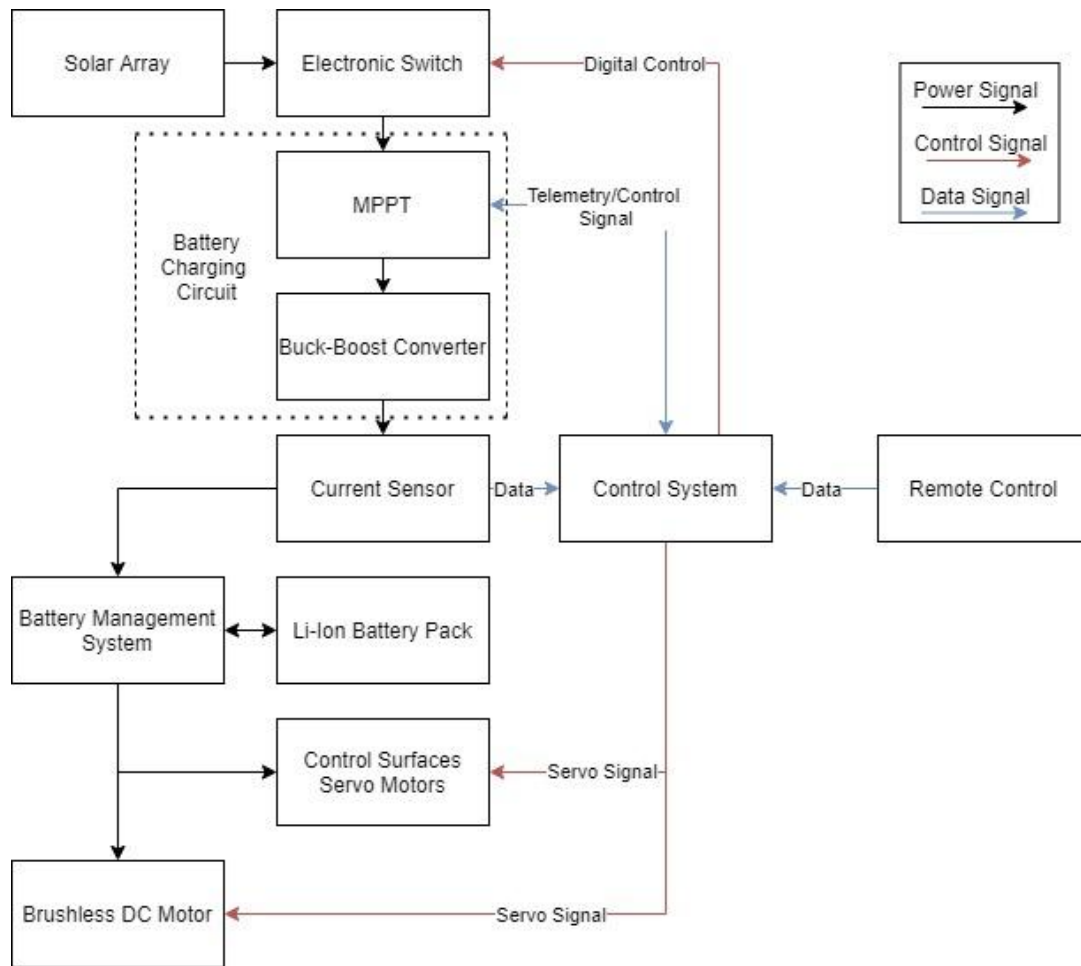 Solar Array
Electronic Switch
Digital Control
Power Signal
Control Signal
Data Signal
MPPT
Telemetry/Control
Signal
Battery
Charging
Circuit
Buck-Boost Converter
Current Sensor
Data
Control System
Data
Remote Control
Battery Management
System
Li-Ion Battery Pack
Control Surfaces
Servo Motors
Servo Signal
Brushless DC Motor
Servo Signal